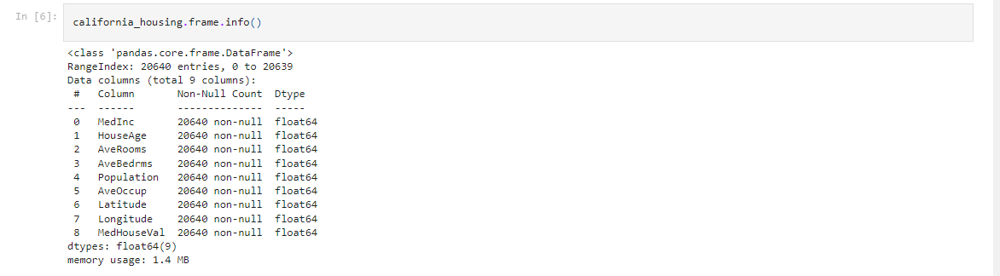 In [6]:
california_housing.frame.info()
<class 'pandas.core.frame.DataFrame'>
RangeIndex: 20640 entries, 0 to 20639
Data columns (total 9 columns):
 #   Column       Non-Null Count  Dtype
---  ------       --------------  -----
 0   MedInc       20640 non-null  float64
 1   HouseAge     20640 non-null  float64
 2   AveRooms     20640 non-null  float64
 3   AveBedrms    20640 non-null  float64
 4   Population   20640 non-null  float64
 5   AveOccup     20640 non-null  float64
 6   Latitude     20640 non-null  float64
 7   Longitude    20640 non-null  float64
 8   MedHouseVal  20640 non-null  float64
dtypes: float64(9)
memory usage: 1.4 MB